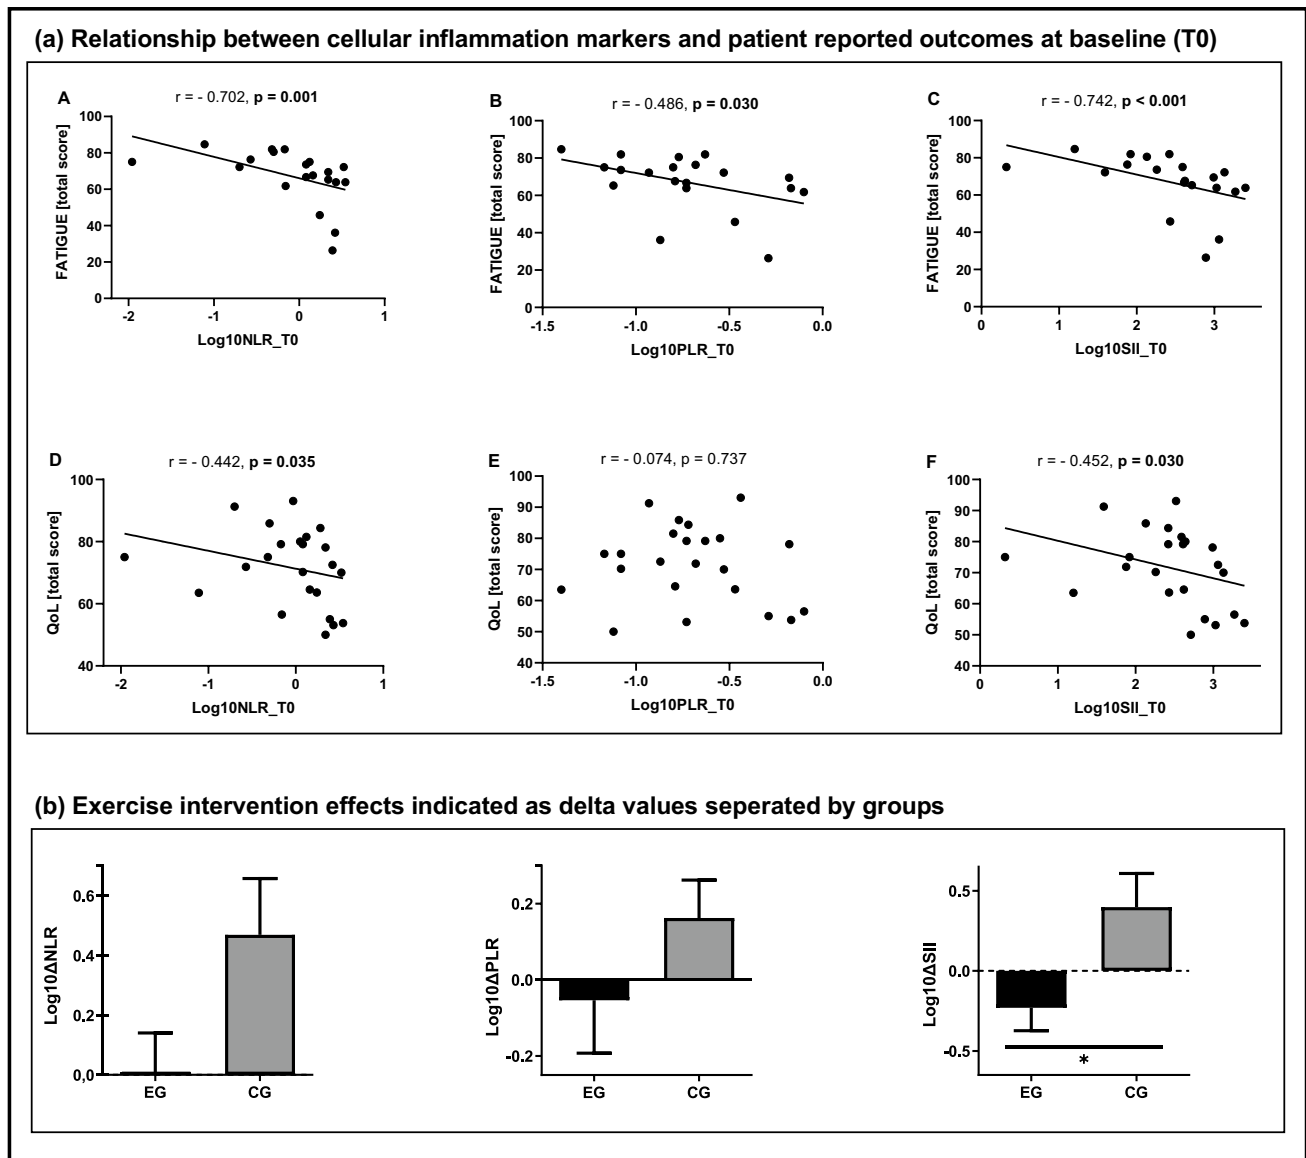 (a) Relationship between cellular inflammation markers and patient reported outcomes at baseline (T0)
A
r = - 0.702, p = 0.001
FATIGUE [total score]
100
80
60
40
20
0
-2
-1
0
1
Log10NLR_T0
B
r = - 0.486, p = 0.030
FATIGUE [total score]
100
80
60
40
20
0
-1.5
-1.0
-0.5
0.0
Log10PLR_T0
C
r = - 0.742, p < 0.001
FATIGUE [total score]
100
80
60
40
20
0
0
1
2
3
Log10SII_T0
D
r = - 0.442, p = 0.035
QoL [total score]
100
80
60
40
-2
-1
0
1
Log10NLR_T0
E
r = - 0.074, p = 0.737
QoL [total score]
100
90
80
70
60
50
40
-1.5
-1.0
-0.5
0.0
Log10PLR_T0
F
r = - 0.452, p = 0.030
QoL [total score]
100
90
80
70
60
50
40
0
1
2
3
Log10SII_T0
(b) Exercise intervention effects indicated as delta values seperated by groups
Log10ΔNLR
0.6
0.4
0.2
0,0
EG
CG
Log10ΔPLR
0.2
0.0
-0.2
EG
CG
Log10ΔSII
0.5
0.0
-0.5
*
EG
CG